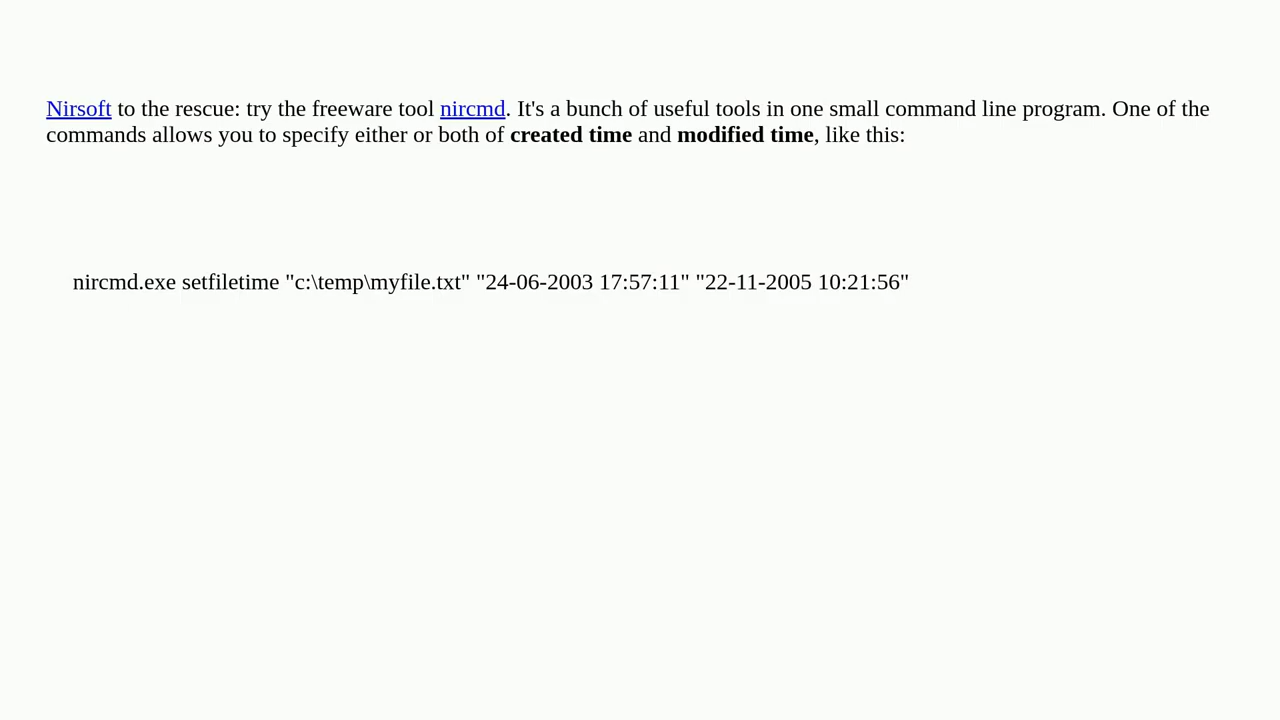 Nirsoft to the rescue: try the freeware tool nircmd. It's a bunch of useful tools in one small command line program. One of the
commands allows you to specify either or both of created time and modified time, like this:
nircmd.exe setfiletime "c:\temp\myfile.txt" "24-06-2003 17:57:11" "22-11-2005 10:21:56"